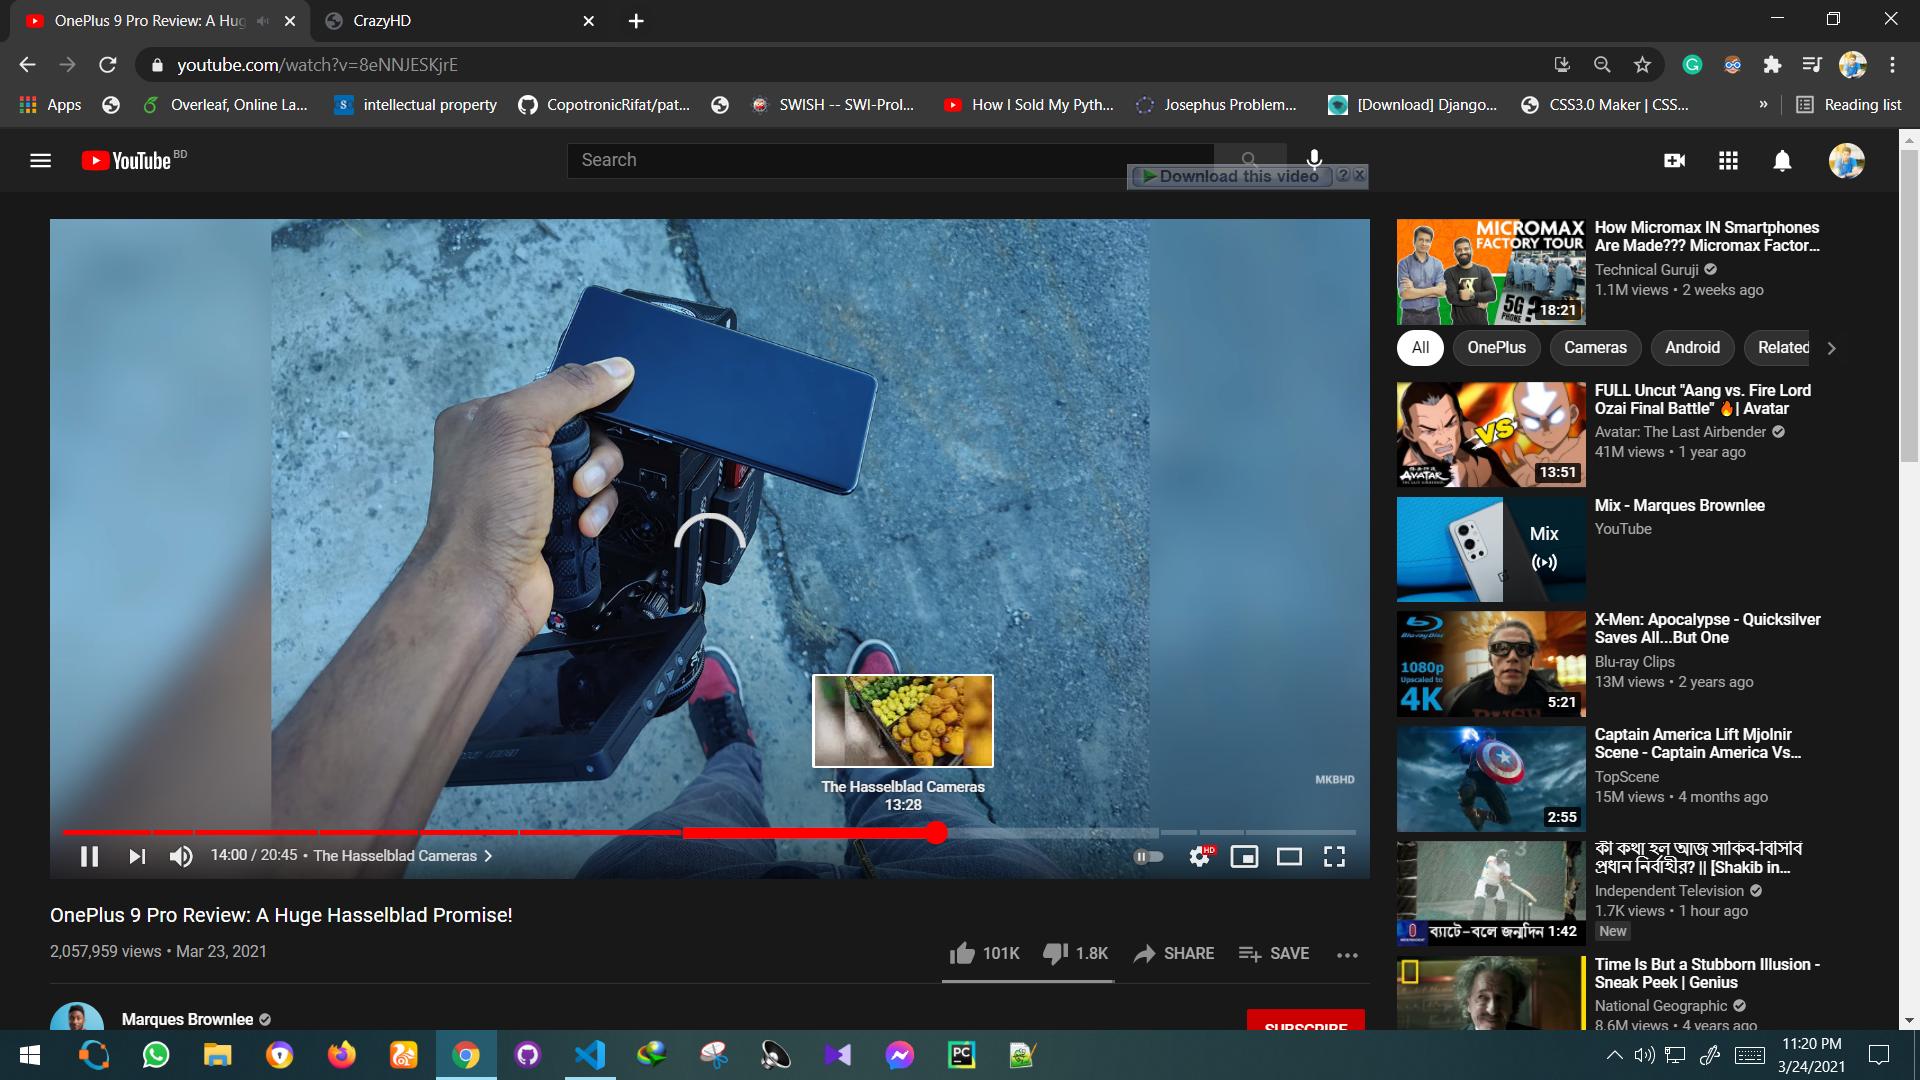 OnePlus 9 Pro Review: A Hug
CrazyHD
youtube.com/watch?v=8eNNJESKjrE
Apps
Overleaf, Online La...
intellectual property
CopotronicRifat/pat...
SWISH -- SWI-Prol...
How I Sold My Pyth...
Josephus Problem...
[Download] Django...
CSS3.0 Maker | CSS...
»
Reading list
YouTube BD
Search
Download this video ? X
The Hasselblad Cameras
13:28
MKBHD
14:00 / 20:45 • The Hasselblad Cameras
HD
OnePlus 9 Pro Review: A Huge Hasselblad Promise!
2,057,959 views • Mar 23, 2021
101K
1.8K
SHARE
SAVE
Marques Brownlee
SUBSCRIBE
MICROMAX
FACTORY TOUR
5G ?
PHONE
18:21
How Micromax IN Smartphones
Are Made??? Micromax Factor...
Technical Guruji
1.1M views • 2 weeks ago
All
OnePlus
Cameras
Android
Related
VS
AVATAR
13:51
FULL Uncut "Aang vs. Fire Lord
Ozai Final Battle" 🔥| Avatar
Avatar: The Last Airbender
41M views • 1 year ago
Mix
Mix - Marques Brownlee
YouTube
Blu-ray Disc
1080p
Upscaled to
4K
5:21
X-Men: Apocalypse - Quicksilver
Saves All...But One
Blu-ray Clips
13M views • 2 years ago
2:55
Captain America Lift Mjolnir
Scene - Captain America Vs...
TopScene
15M views • 4 months ago
ব্যাটে-বলে জন্মদিন 1:42
কী কথা হল আজ সাকিব-বিসিবি
প্রধান নির্বাহীর? || [Shakib in...
Independent Television
1.7K views • 1 hour ago
New
Time Is But a Stubborn Illusion -
Sneak Peek | Genius
National Geographic
8.6M views • 4 years ago
PC
11:20 PM
3/24/2021